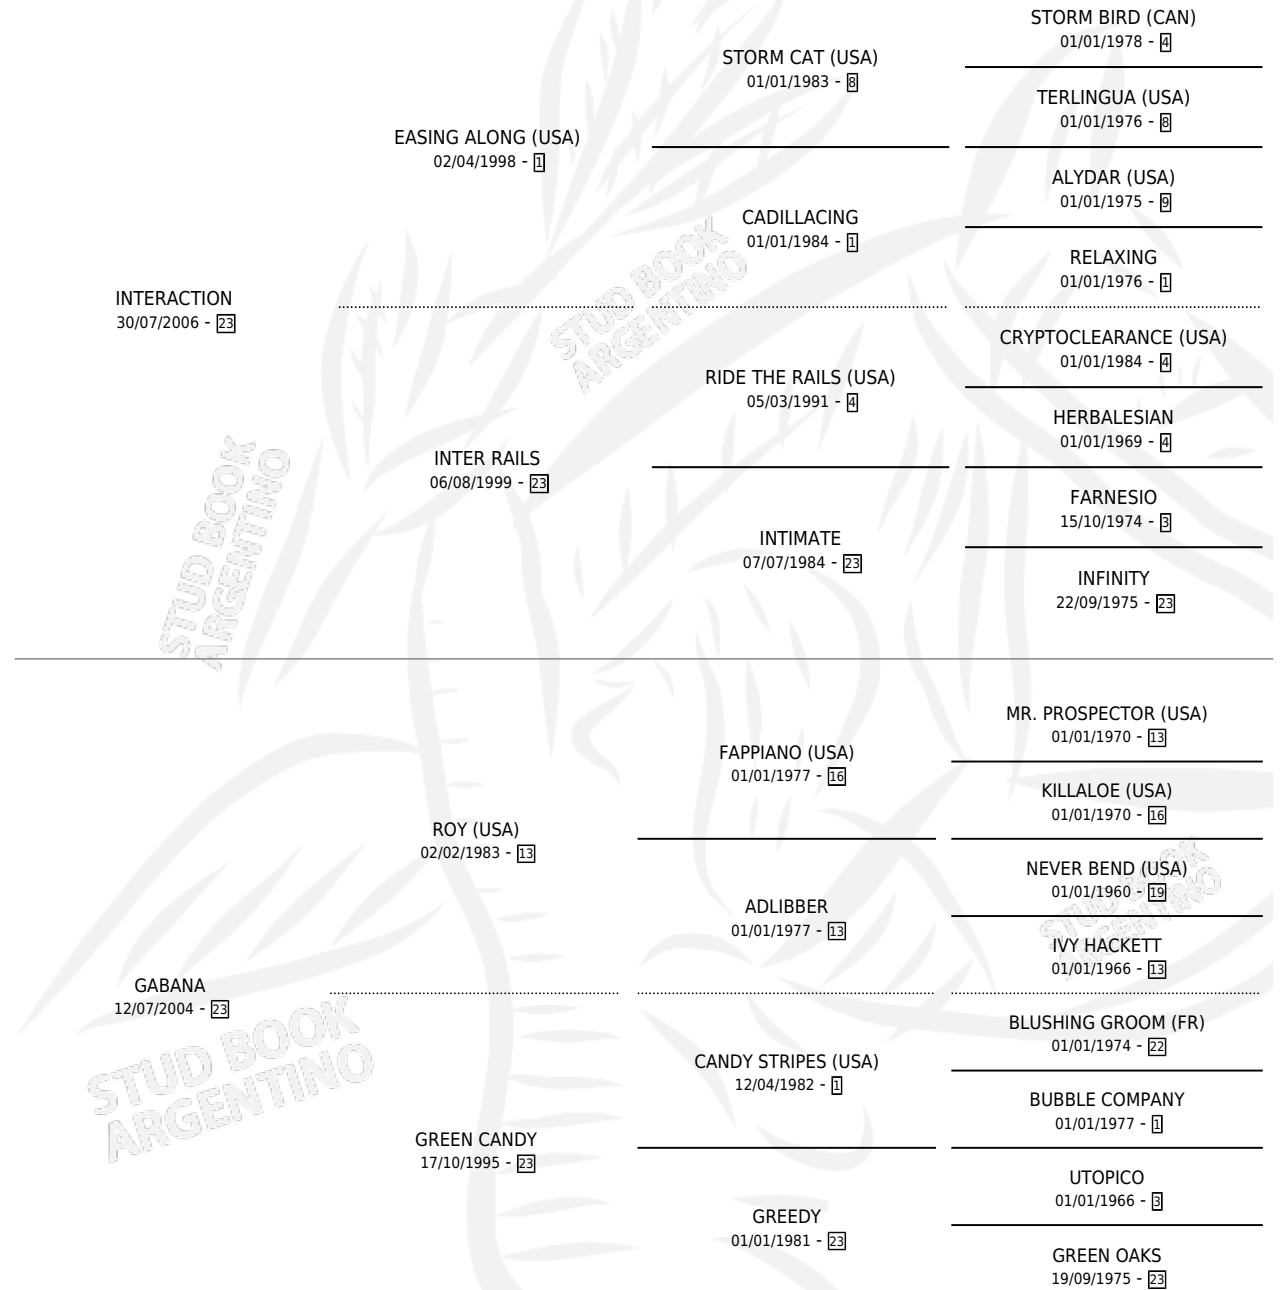 STORM BIRD (CAN)
01/01/1978 - 4
STORM CAT (USA)
01/01/1983 - 8
TERLINGUA (USA)
01/01/1976 - 8
EASING ALONG (USA)
02/04/1998 - 1
ALYDAR (USA)
01/01/1975 - 9
CADILLACING
01/01/1984 - 1
RELAXING
01/01/1976 - 1
INTERACTION
30/07/2006 - 23
CRYPTOCLEARANCE (USA)
01/01/1984 - 4
RIDE THE RAILS (USA)
05/03/1991 - 4
HERBALESIAN
01/01/1969 - 4
INTER RAILS
06/08/1999 - 23
FARNESIO
15/10/1974 - 3
INTIMATE
07/07/1984 - 23
INFINITY
22/09/1975 - 23
STUD BOOK
ARGENTINO
STUD BOOK
ARGENTINO
MR. PROSPECTOR (USA)
01/01/1970 - 13
FAPPIANO (USA)
01/01/1977 - 16
KILLALOE (USA)
01/01/1970 - 16
ROY (USA)
02/02/1983 - 13
NEVER BEND (USA)
01/01/1960 - 19
ADLIBBER
01/01/1977 - 13
IVY HACKETT
01/01/1966 - 13
STUD BOOK
ARGENTINO
GABANA
12/07/2004 - 23
BLUSHING GROOM (FR)
01/01/1974 - 22
CANDY STRIPES (USA)
12/04/1982 - 1
BUBBLE COMPANY
01/01/1977 - 1
STUD BOOK
ARGENTINO
GREEN CANDY
17/10/1995 - 23
UTOPICO
01/01/1966 - 3
GREEDY
01/01/1981 - 23
GREEN OAKS
19/09/1975 - 23